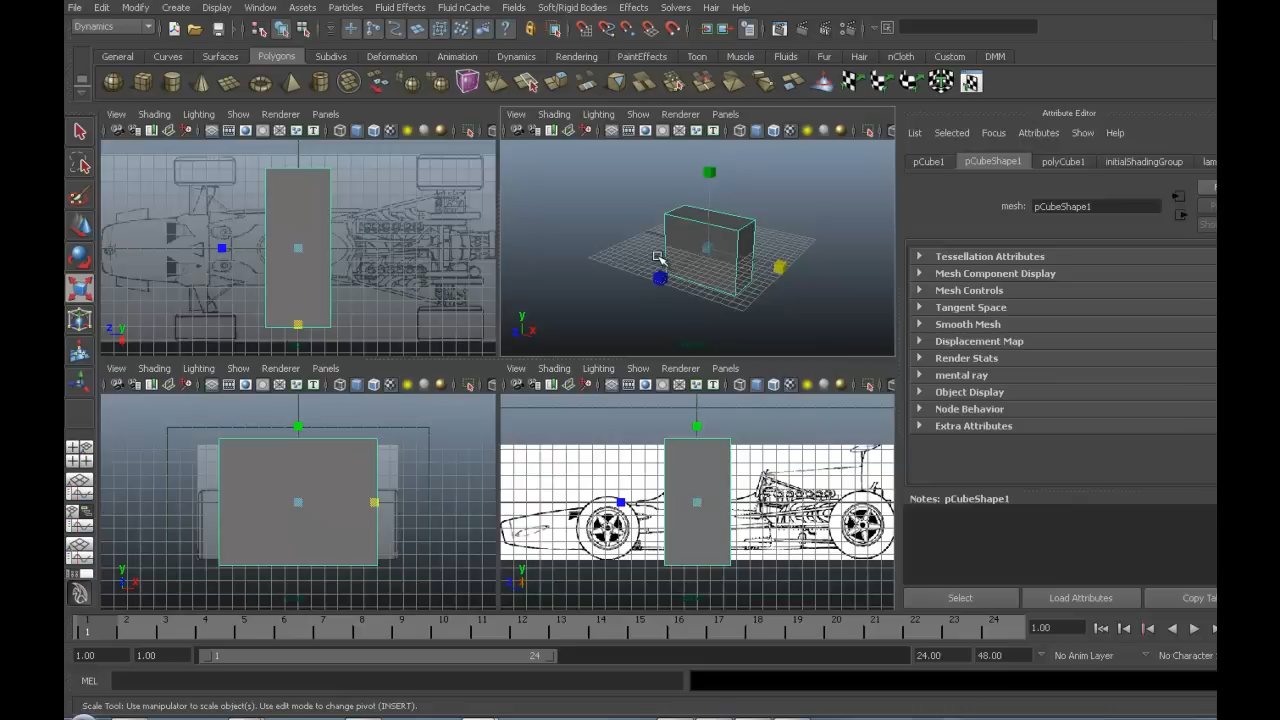 File Edit Modify Create Display Window Assets Particles Fluid Effects Fluid nCache Fields Soft/Rigid Bodies Effects Solvers Hair Help
Dynamics
General Curves Surfaces Polygons Subdivs Deformation Animation Dynamics Rendering PaintEffects Toon Muscle Fluids Fur Hair nCloth Custom DMM
View Shading Lighting Show Renderer Panels
View Shading Lighting Show Renderer Panels
Attribute Editor
List Selected Focus Attributes Show Help
pCube1 pCubeShape1 polyCube1 initialShadingGroup lam
mesh: pCubeShape1
Tessellation Attributes
Mesh Component Display
Mesh Controls
Tangent Space
Smooth Mesh
Displacement Map
Render Stats
mental ray
Object Display
Node Behavior
Extra Attributes
z y
y
x
View Shading Lighting Show Renderer Panels
View Shading Lighting Show Renderer Panels
y
x
y
Notes: pCubeShape1
Select Load Attributes Copy Ta
1 2 3 4 5 6 7 8 9 10 11 12 13 14 15 16 17 18 19 20 21 22 23 24
1
1.00
1.00 1.00 1 24 24.00 48.00 No Anim Layer No Character
MEL
Scale Tool: Use manipulator to scale object(s). Use edit mode to change pivot (INSERT).